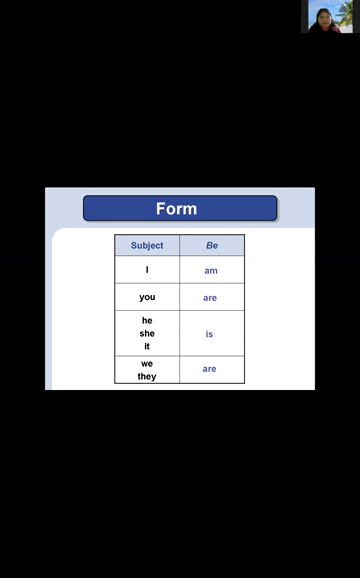 Form
Subject Be
I am
you are
he
she is
it
we
they are